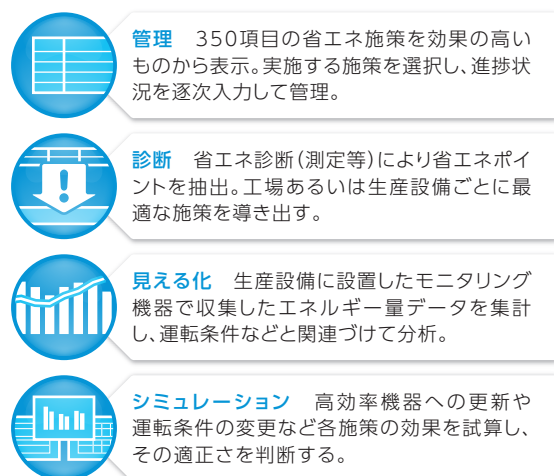 管理　350項目の省エネ施策を効果の高い
ものから表示。実施する施策を選択し、進捗状
況を逐次入力して管理。
診断　省エネ診断（測定等）により省エネポイ
ントを抽出。工場あるいは生産設備ごとに最
適な施策を導き出す。
見える化　生産設備に設置したモニタリング
機器で収集したエネルギー量データを集計
し、運転条件などと関連づけて分析。
シミュレーション　高効率機器への更新や
運転条件の変更など各施策の効果を試算し、
その適正さを判断する。